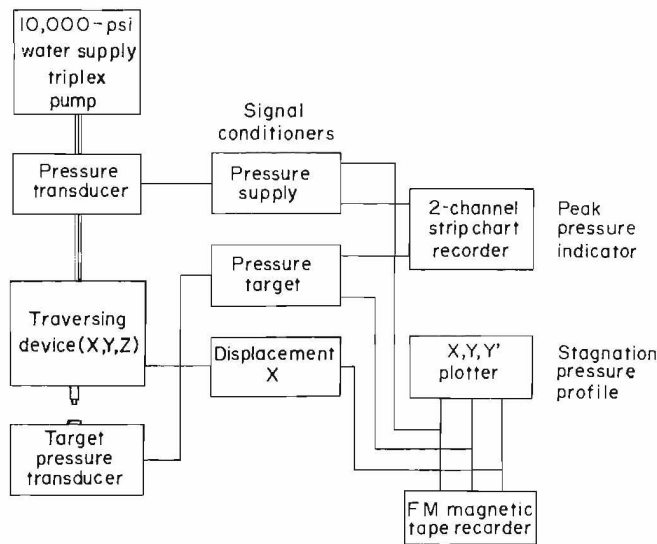 10,000-psi
water supply
triplex
pump
Signal
conditioners
Pressure
transducer
Pressure
supply
2-channel
strip chart
recorder
Peak
pressure
indicator
Pressure
target
Traversing
device(X,Y,Z)
Displacement
X
X,Y,Y'
plotter
Stagnation
pressure
profile
Target
pressure
transducer
FM magnetic
tape recarder